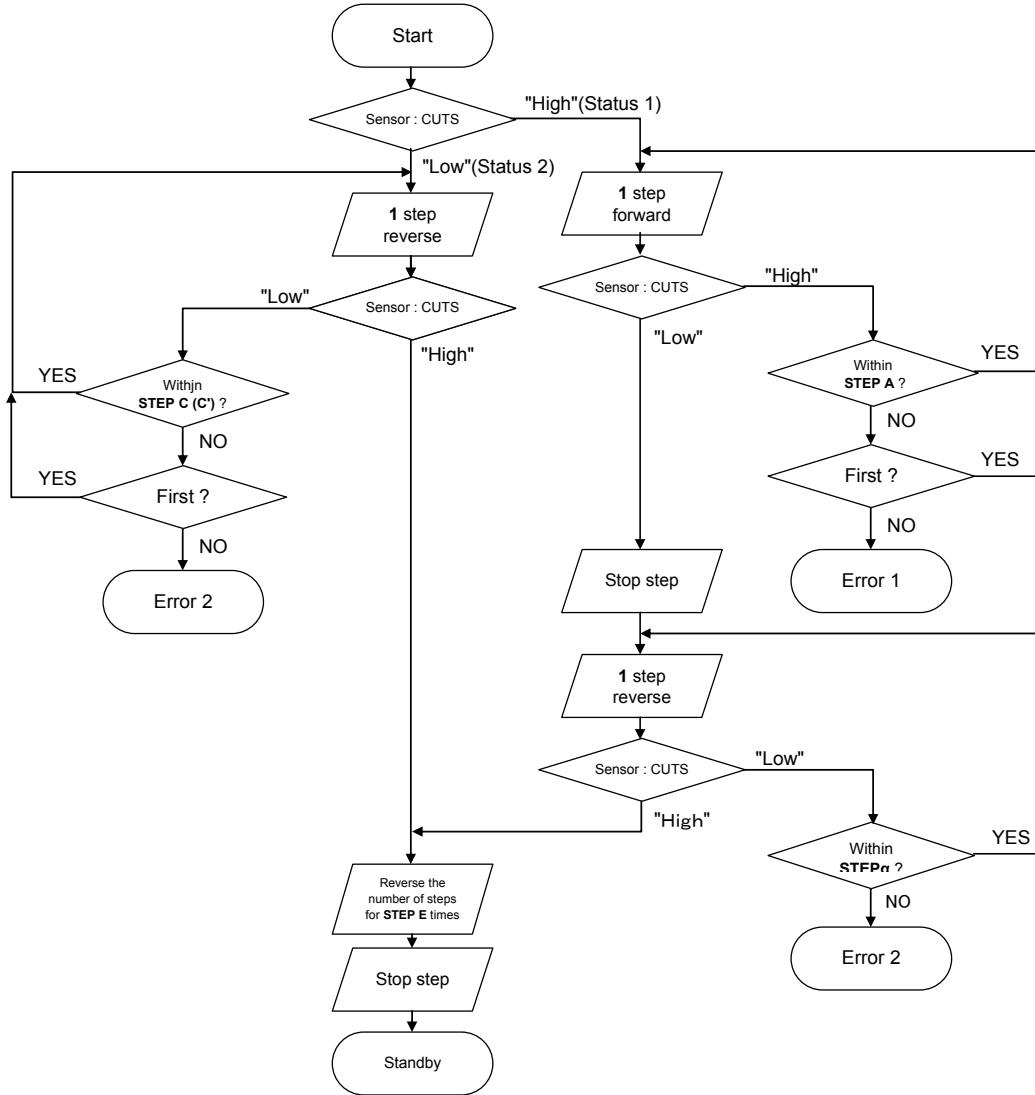 Start
Sensor : CUTS
"High"(Status 1)
"Low"(Status 2)
1 step
reverse
Sensor : CUTS
"Low"
"High"
YES
Within
STEP C (C') ?
NO
YES
First ?
NO
Error 2
1 step
forward
Sensor : CUTS
"High"
"Low"
Within
STEP A ?
YES
NO
First ?
YES
NO
Error 1
Stop step
1 step
reverse
Sensor : CUTS
"Low"
"High"
Within
STEPα ?
YES
NO
Error 2
Reverse the
number of steps
for STEP E times
Stop step
Standby